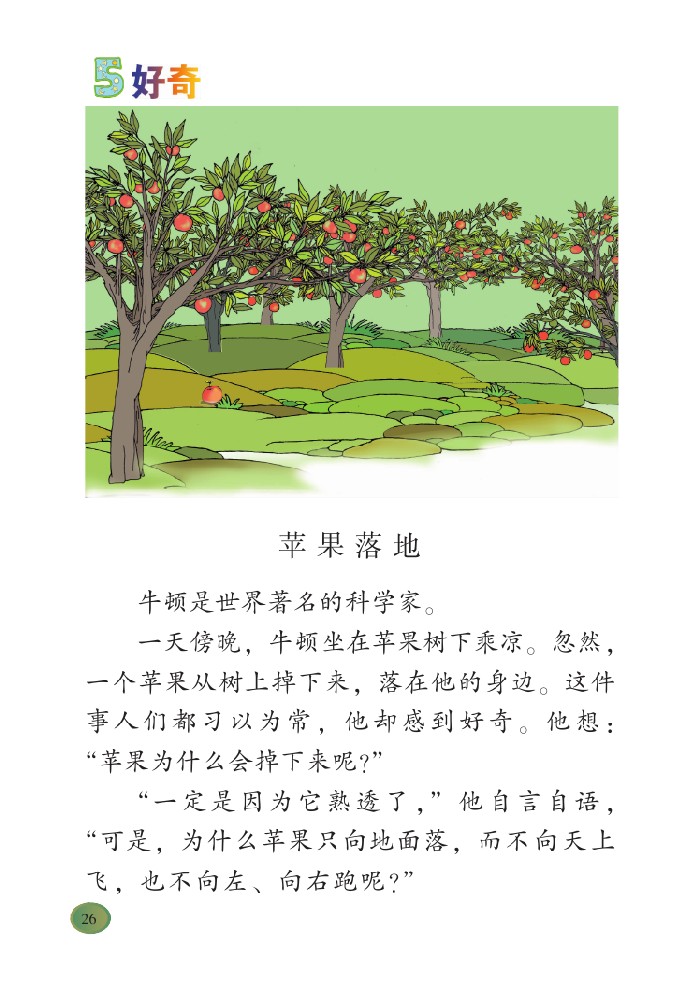 5 好奇
苹果落地
牛顿是世界著名的科学家。
一天傍晚，牛顿坐在苹果树下乘凉。忽然，
一个苹果从树上掉下来，落在他的身边。这件
事人们都习以为常，他却感到好奇。他想：
“苹果为什么会掉下来呢？”
“一定是因为它熟透了，”他自言自语，
“可是，为什么苹果只向地面落，而不向天上
飞，也不向左、向右跑呢？”
26